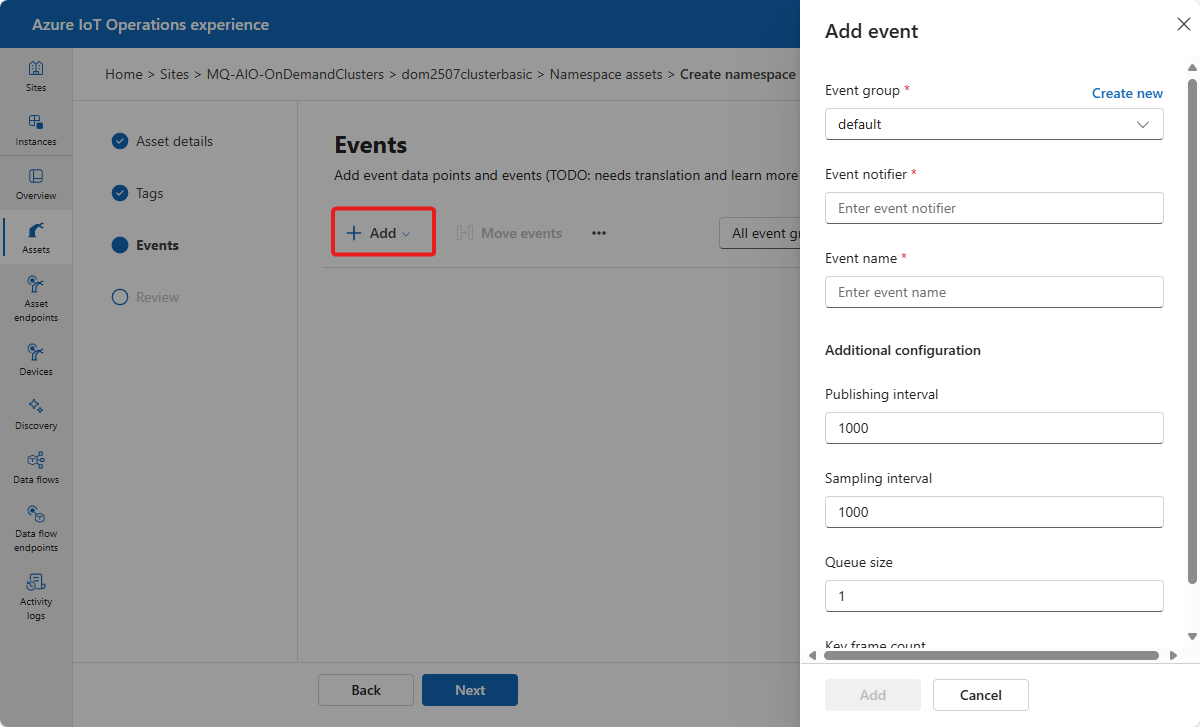 Azure IoT Operations experience
Sites
Instances
Overview
Assets
Asset
endpoints
Devices
Discovery
Data flows
Data flow
endpoints
Activity
logs
Home > Sites > MQ-AIO-OnDemandClusters > dom2507clusterbasic > Namespace assets > Create namespace
Asset details
Tags
Events
Review
Events
Add event data points and events (TODO: needs translation and learn more
Add
Move events
All event gr
Back
Next
Add event
Event group *
Create new
default
Event notifier *
Enter event notifier
Event name *
Enter event name
Additional configuration
Publishing interval
1000
Sampling interval
1000
Queue size
1
Key frame count
Add
Cancel